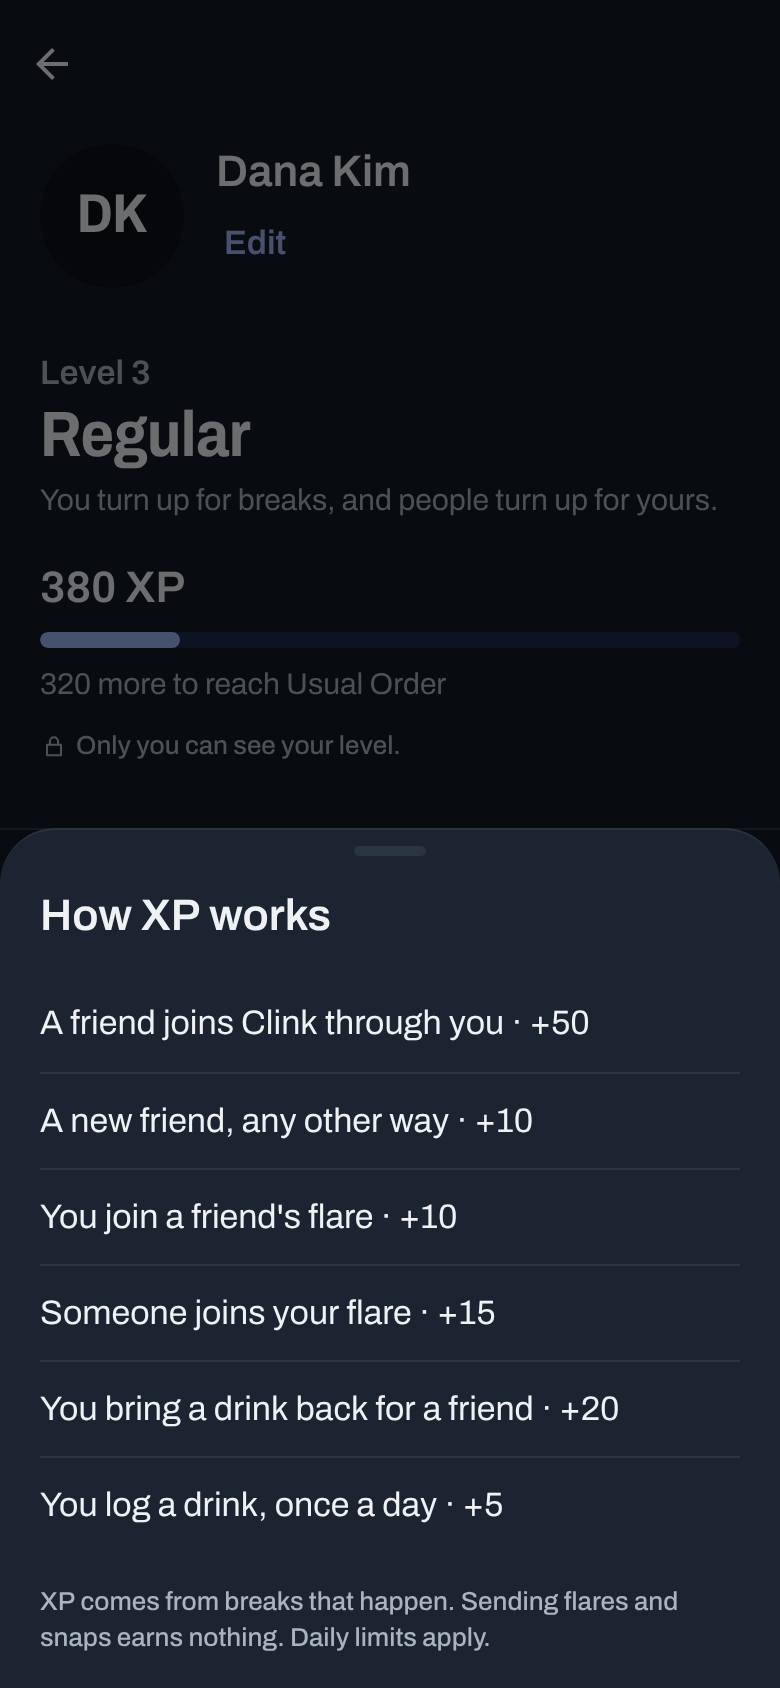 DK
Dana Kim
Edit
Level 3
Regular
You turn up for breaks, and people turn up for yours.
380 XP
320 more to reach Usual Order
Only you can see your level.
How XP works
A friend joins Clink through you · +50
A new friend, any other way · +10
You join a friend's flare · +10
Someone joins your flare · +15
You bring a drink back for a friend · +20
You log a drink, once a day · +5
XP comes from breaks that happen. Sending flares and
snaps earns nothing. Daily limits apply.